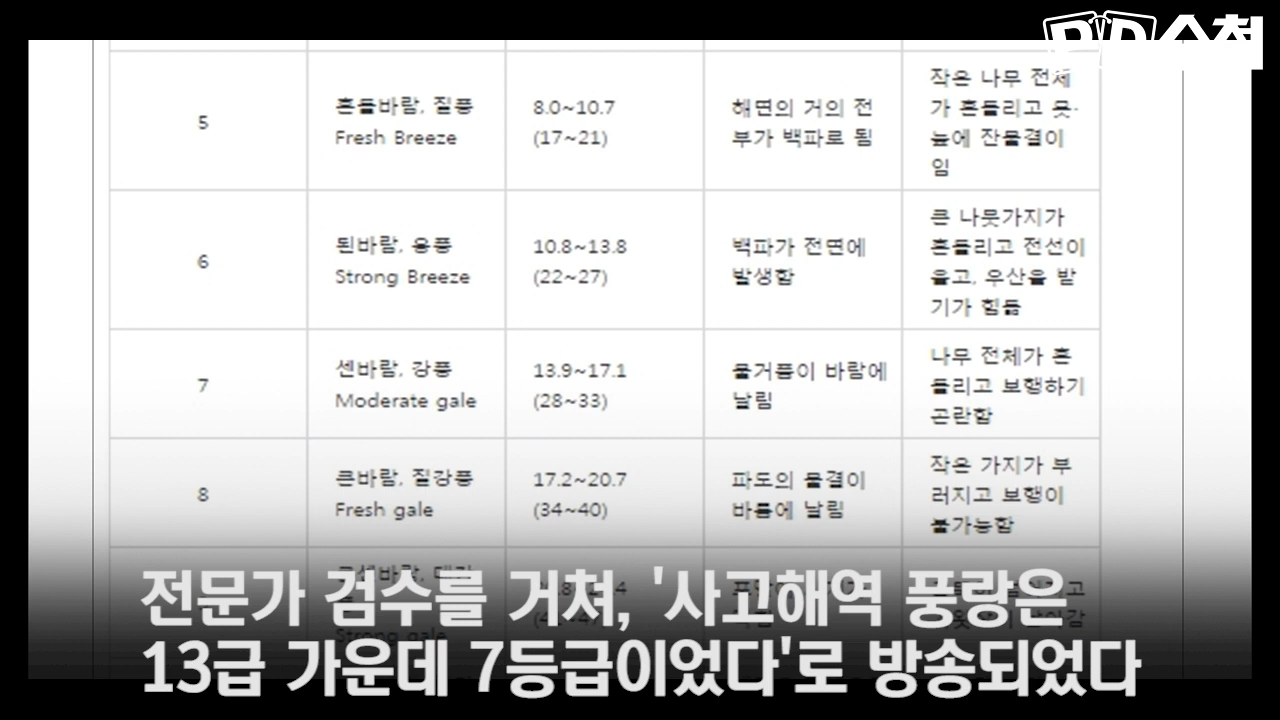 PD수첩
5
흔들바람, 질풍
Fresh Breeze
8.0~10.7
(17~21)
해면의 거의 전
부가 백파로 됨
작은 나무 전체
가 흔들리고 못·
늪에 잔물결이
임
6
된바람, 웅풍
Strong Breeze
10.8~13.8
(22~27)
백파가 전면에
발생함
큰 나뭇가지가
흔들리고 전선이
울고, 우산을 받
기가 힘듦
7
센바람, 강풍
Moderate gale
13.9~17.1
(28~33)
물거품이 바람에
날림
나무 전체가 흔
들리고 보행하기
곤란함
8
큰바람, 질강풍
Fresh gale
17.2~20.7
(34~40)
파도의 물결이
바름에 날림
작은 가지가 부
러지고 보행이
불가능함
Strong gale
전문가 검수를 거쳐, '사고해역 풍랑은
13급 가운데 7등급이었다'로 방송되었다